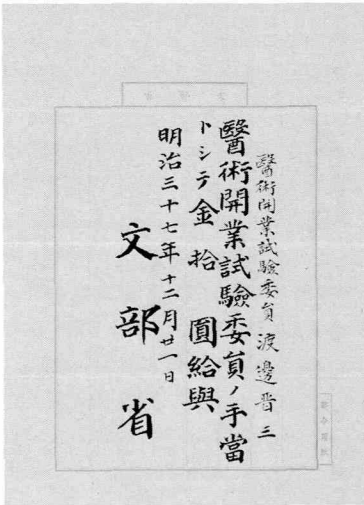 醫術開業試驗委員 渡邊晋三
醫術開業試驗委員ノ手當
トシテ金拾圓給與
明治三十七年十二月廿一日
文部省